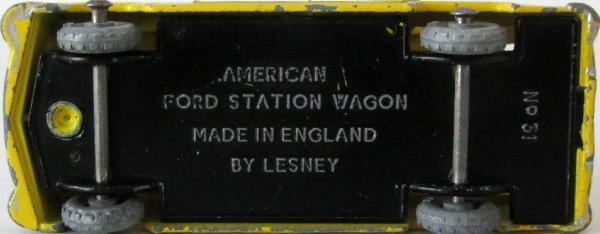 AMERICAN
FORD STATION WAGON
MADE IN ENGLAND
BY LESNEY
No 31